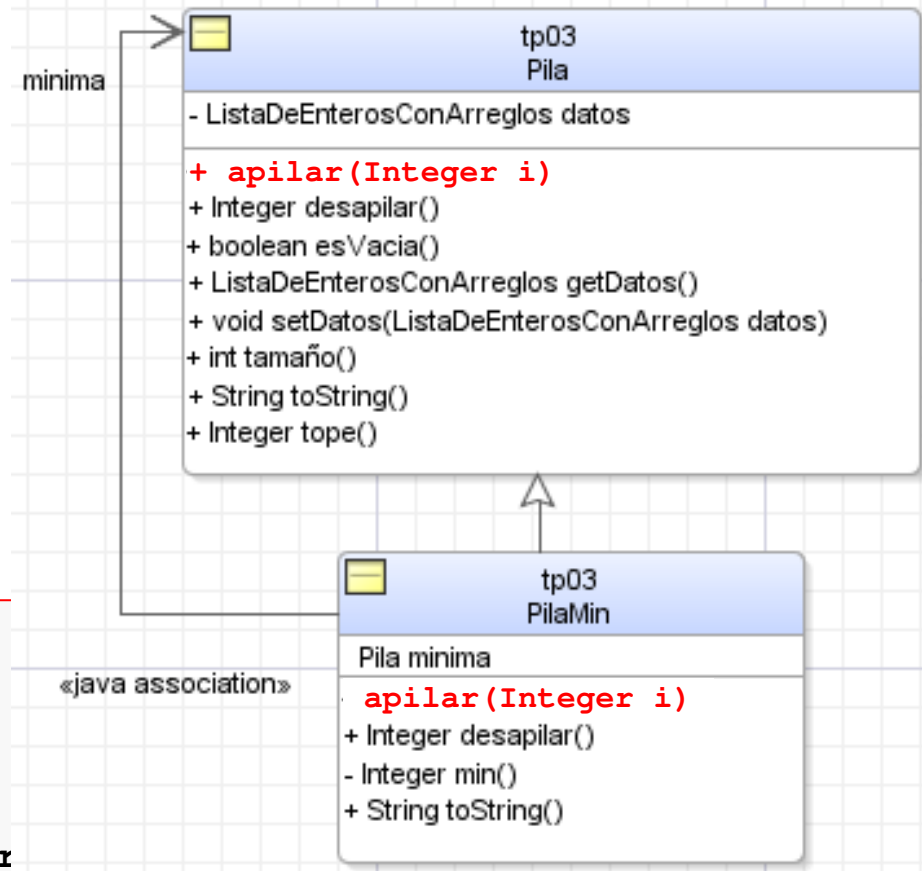 minima
tp03
Pila
- ListaDeEnterosConArreglos datos
+ apilar(Integer i)
+ Integer desapilar()
+ boolean esVacia()
+ ListaDeEnterosConArreglos getDatos()
+ void setDatos(ListaDeEnterosConArreglos datos)
+ int tamaño()
+ String toString()
+ Integer tope()
tp03
PilaMin
Pila minima
«java association»
apilar(Integer i)
+ Integer desapilar()
- Integer min()
+ String toString()